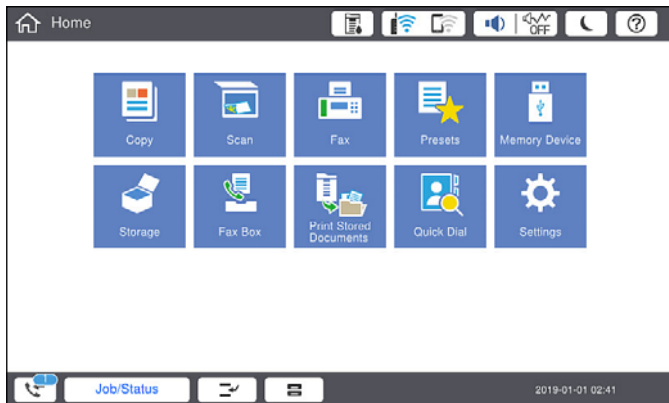 Home
OFF
Copy
Scan
Fax
Presets
Memory Device
Storage
Fax Box
Print Stored
Documents
Quick Dial
Settings
Job/Status
2019-01-01 02:41